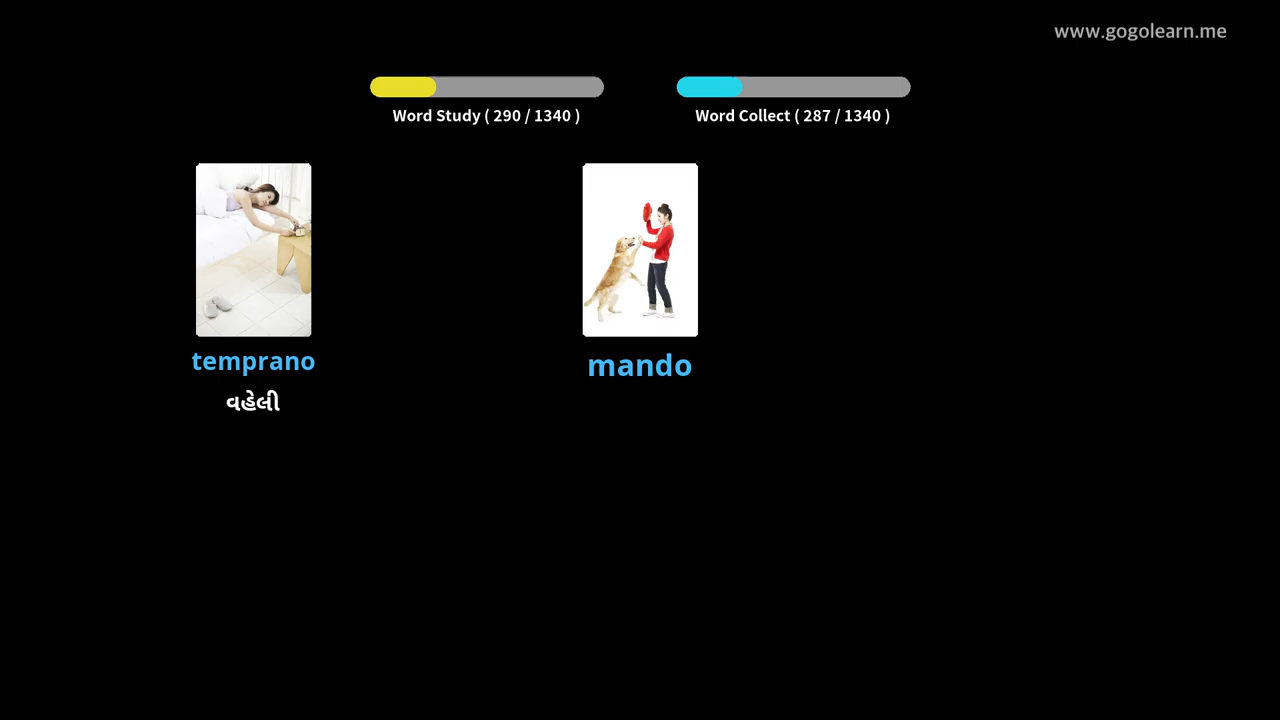 www.gogolearn.me
Word Study ( 290 / 1340 )
Word Collect ( 287 / 1340 )
temprano
mando
વહેલી